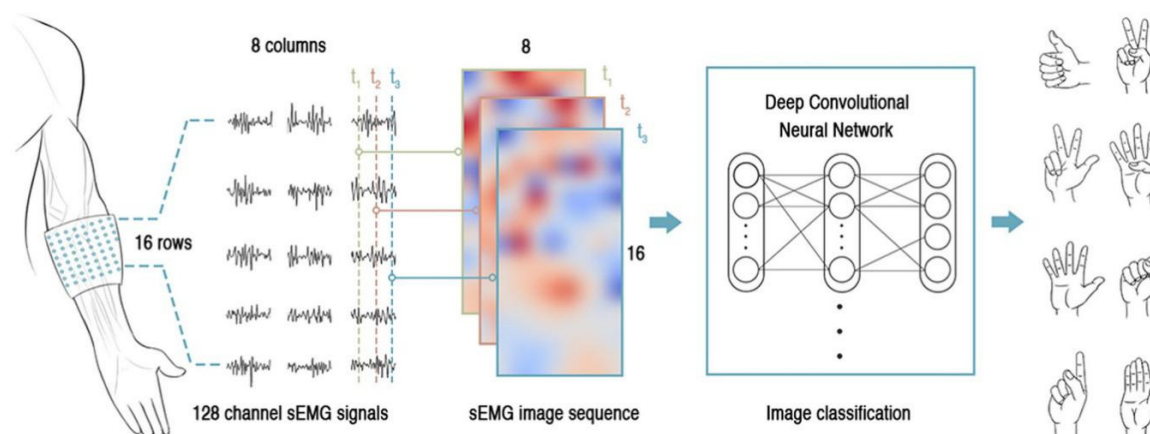 8 columns
16 rows
t1
t2
t3
128 channel sEMG signals
8
t1
t2
t3
16
sEMG image sequence
Deep Convolutional
Neural Network
Image classification